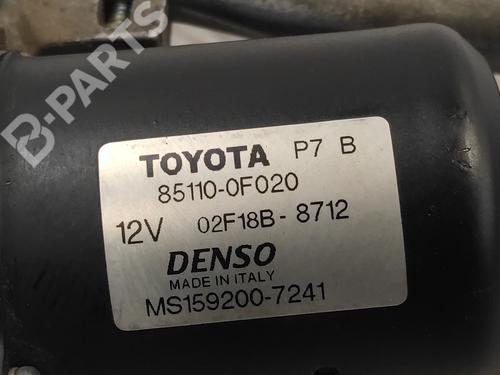 B-PARTS
TOYOTA P7 B
85110-0F020
12V 02F18B-8712
DENSO
MADE IN ITALY
MS159200-7241